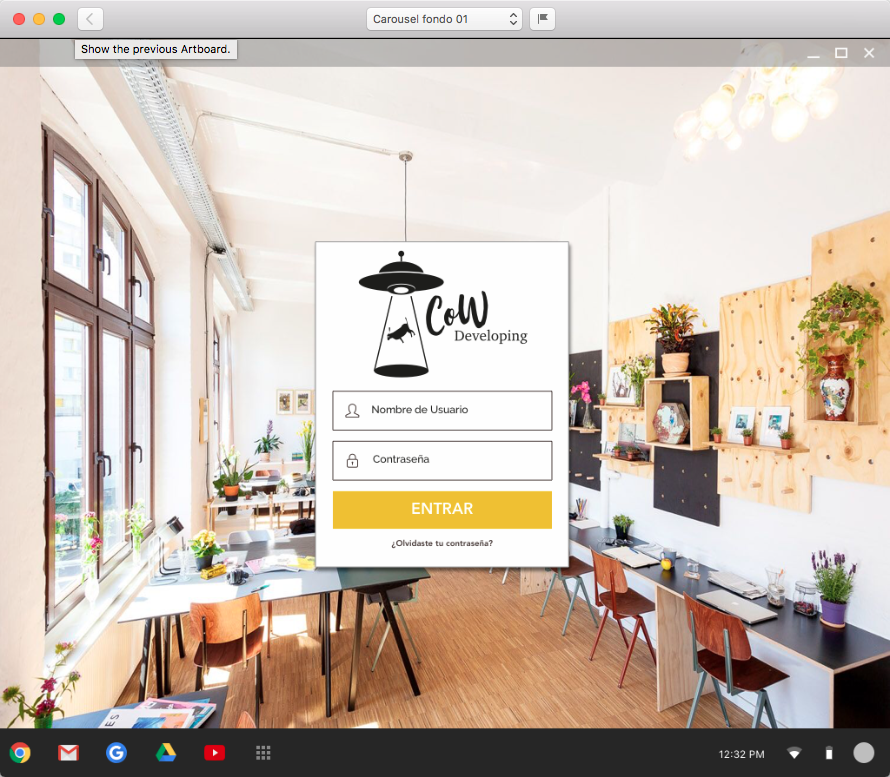 Carousel fondo 01
Show the previous Artboard.
CoW
Developing
Nombre de Usuario
Contraseña
ENTRAR
¿Olvidaste tu contraseña?
12:32 PM